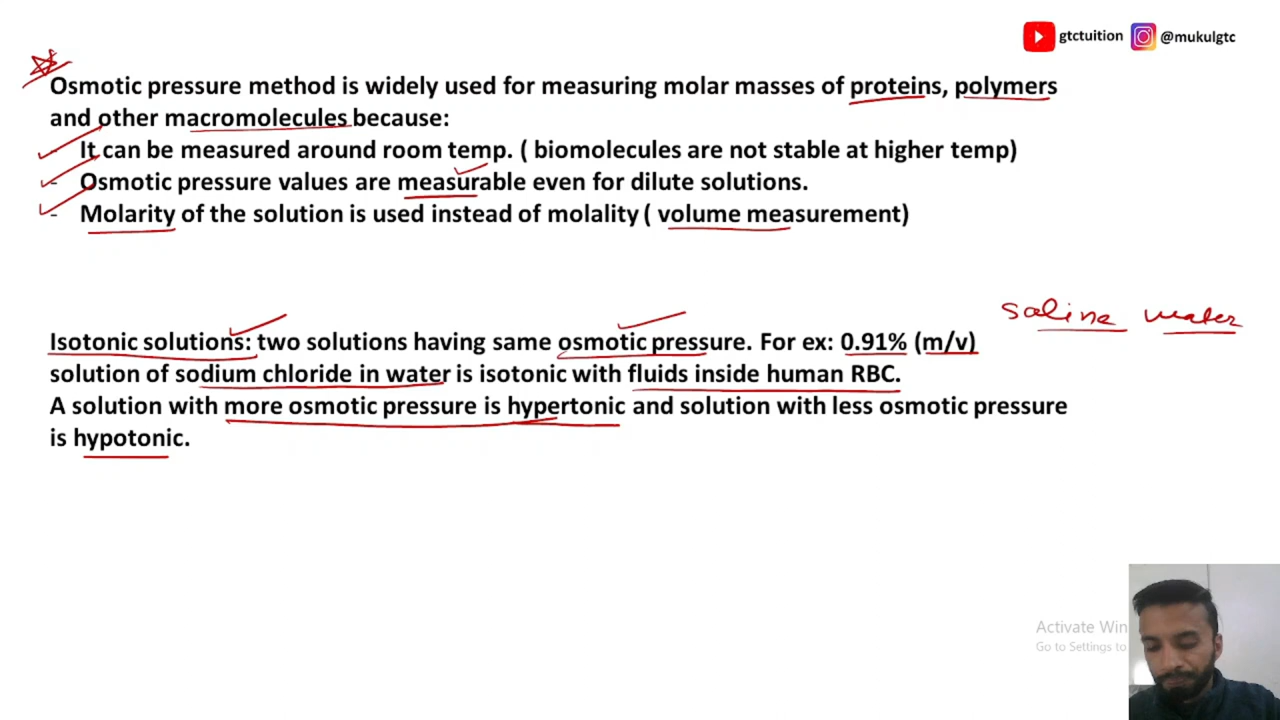 gtctuition @mukulgtc
Osmotic pressure method is widely used for measuring molar masses of proteins, polymers
and other macromolecules because:
- It can be measured around room temp. ( biomolecules are not stable at higher temp)
- Osmotic pressure values are measurable even for dilute solutions.
- Molarity of the solution is used instead of molality ( volume measurement)
saline water
Isotonic solutions: two solutions having same osmotic pressure. For ex: 0.91% (m/v)
solution of sodium chloride in water is isotonic with fluids inside human RBC.
A solution with more osmotic pressure is hypertonic and solution with less osmotic pressure
is hypotonic.
Activate Win
Go to Settings to